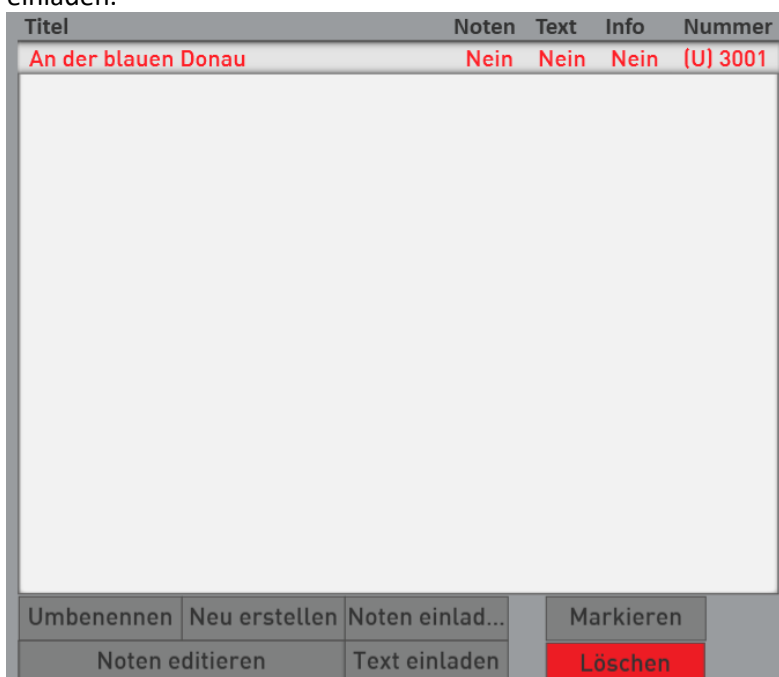 einladen.
Titel Noten Text Info Nummer
An der blauen Donau Nein Nein Nein (U) 3001
Umbenennen Neu erstellen Noten einlad... Markieren
Noten editieren Text einladen Löschen